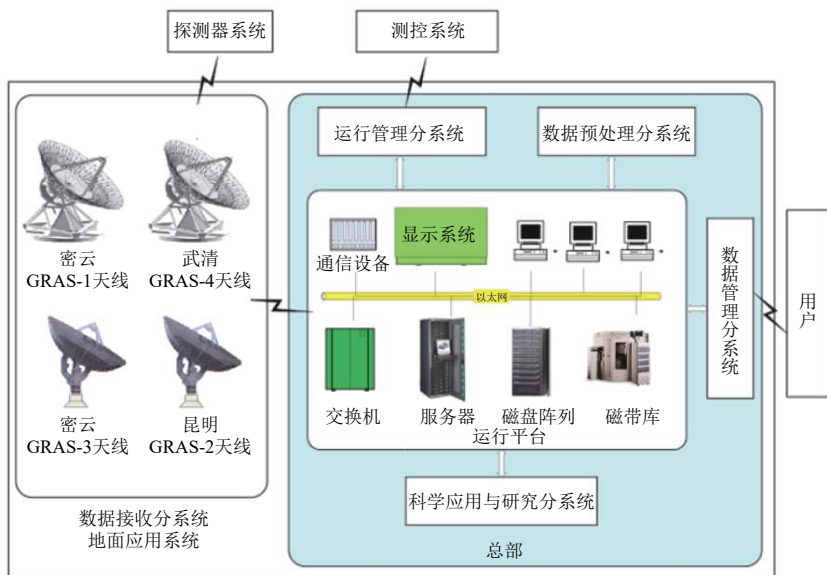 探测器系统
测控系统
运行管理分系统
数据预处理分系统
密云
GRAS-1天线
武清
GRAS-4天线
通信设备
显示系统
以太网
数据管理分系统
用户
密云
GRAS-3天线
昆明
GRAS-2天线
交换机
服务器
磁盘阵列
磁带库
运行平台
科学应用与研究分系统
数据接收分系统
地面应用系统
总部